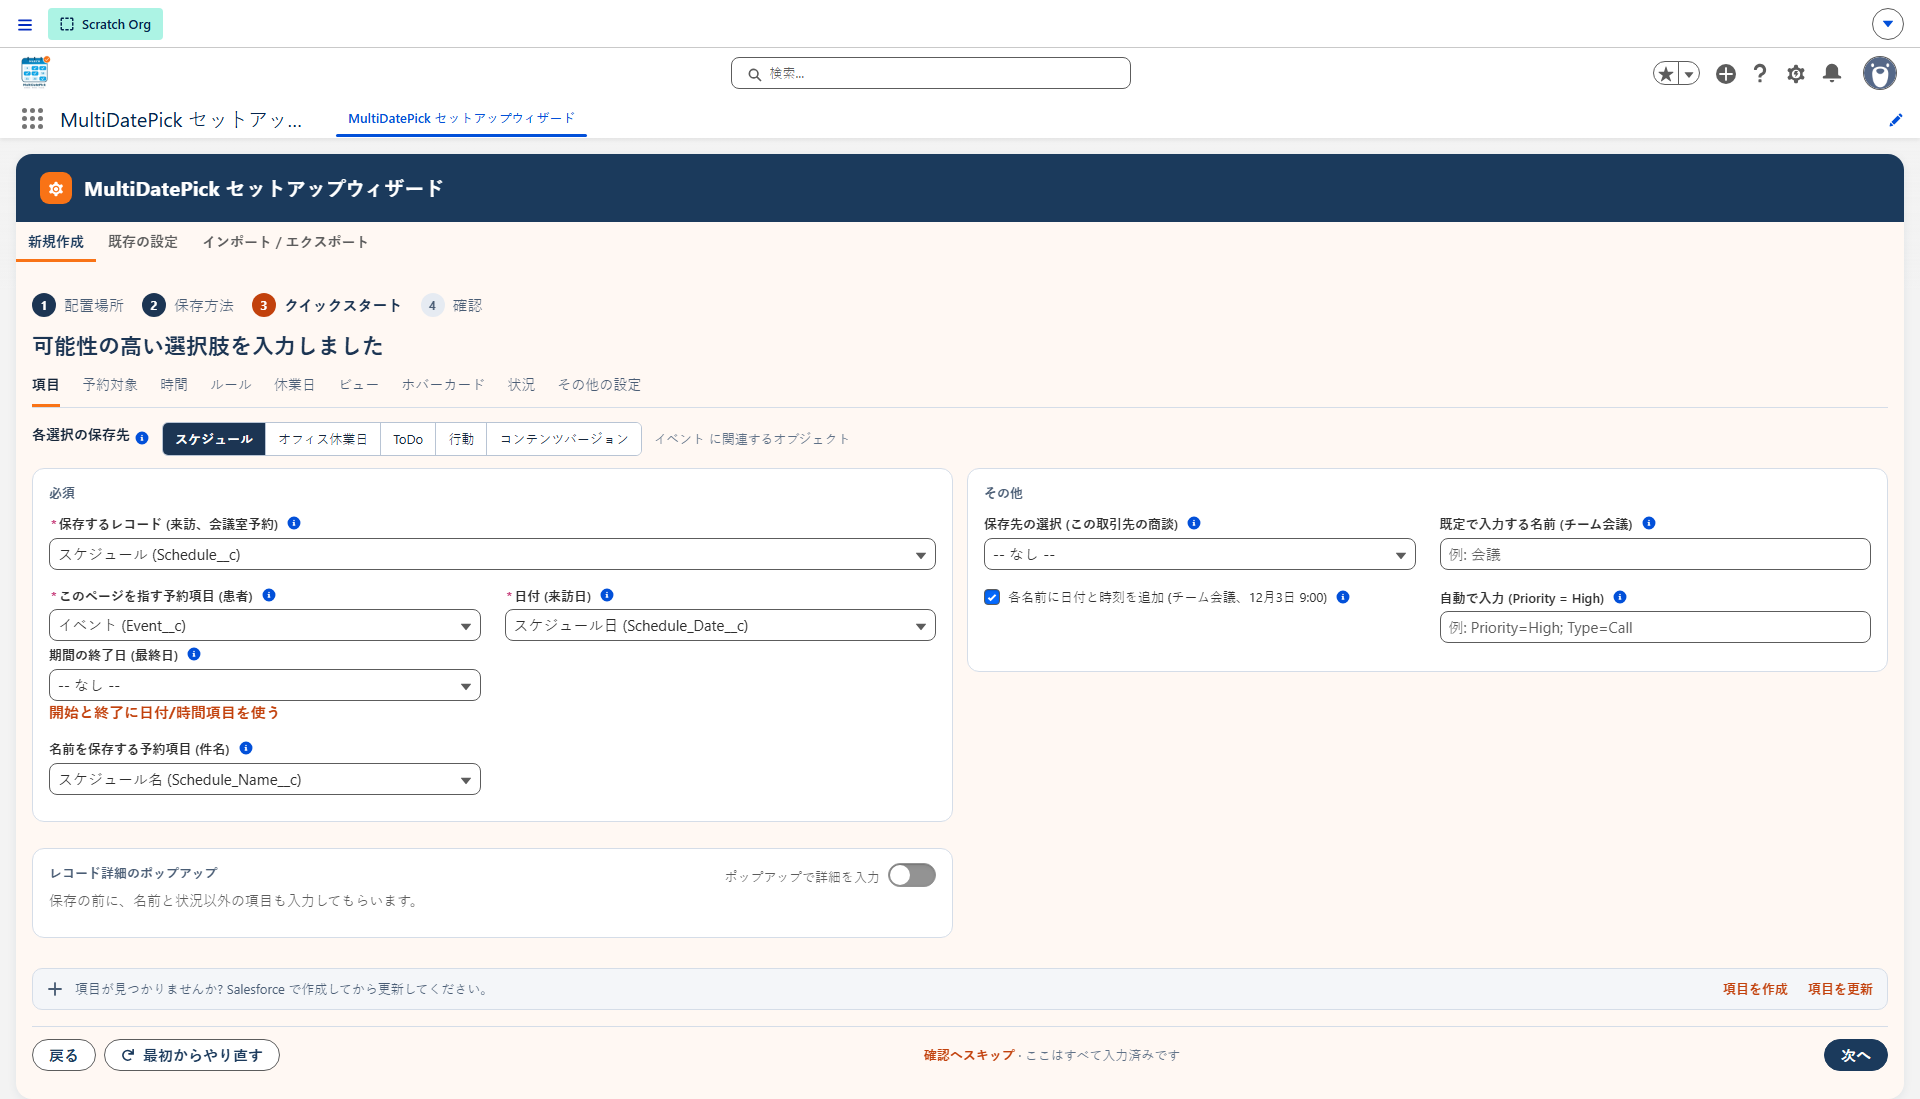 Scratch Org
検索...
MultiDatePick セットアッ...
MultiDatePick セットアップウィザード
MultiDatePick セットアップウィザード
新規作成
既存の設定
インポート / エクスポート
1 配置場所
2 保存方法
3 クイックスタート
4 確認
可能性の高い選択肢を入力しました
項目
予約対象
時間
ルール
休業日
ビュー
ホバーカード
状況
その他の設定
各選択の保存先
スケジュール
オフィス休業日
ToDo
行動
コンテンツバージョン
イベント に関連するオブジェクト
必須
*保存するレコード (来訪、会議室予約)
スケジュール (Schedule__c)
*このページを指す予約項目 (患者)
イベント (Event__c)
*日付 (来訪日)
スケジュール日 (Schedule_Date__c)
期間の終了日 (最終日)
-- なし --
開始と終了に日付/時間項目を使う
名前を保存する予約項目 (件名)
スケジュール名 (Schedule_Name__c)
その他
保存先の選択 (この取引先の商談)
-- なし --
既定で入力する名前 (チーム会議)
例: 会議
各名前に日付と時刻を追加 (チーム会議、12月3日 9:00)
自動で入力 (Priority = High)
例: Priority=High; Type=Call
レコード詳細のポップアップ
ポップアップで詳細を入力
保存の前に、名前と状況以外の項目も入力してもらいます。
項目が見つかりませんか? Salesforce で作成してから更新してください。
項目を作成
項目を更新
戻る
最初からやり直す
確認へスキップ · ここはすべて入力済みです
次へ